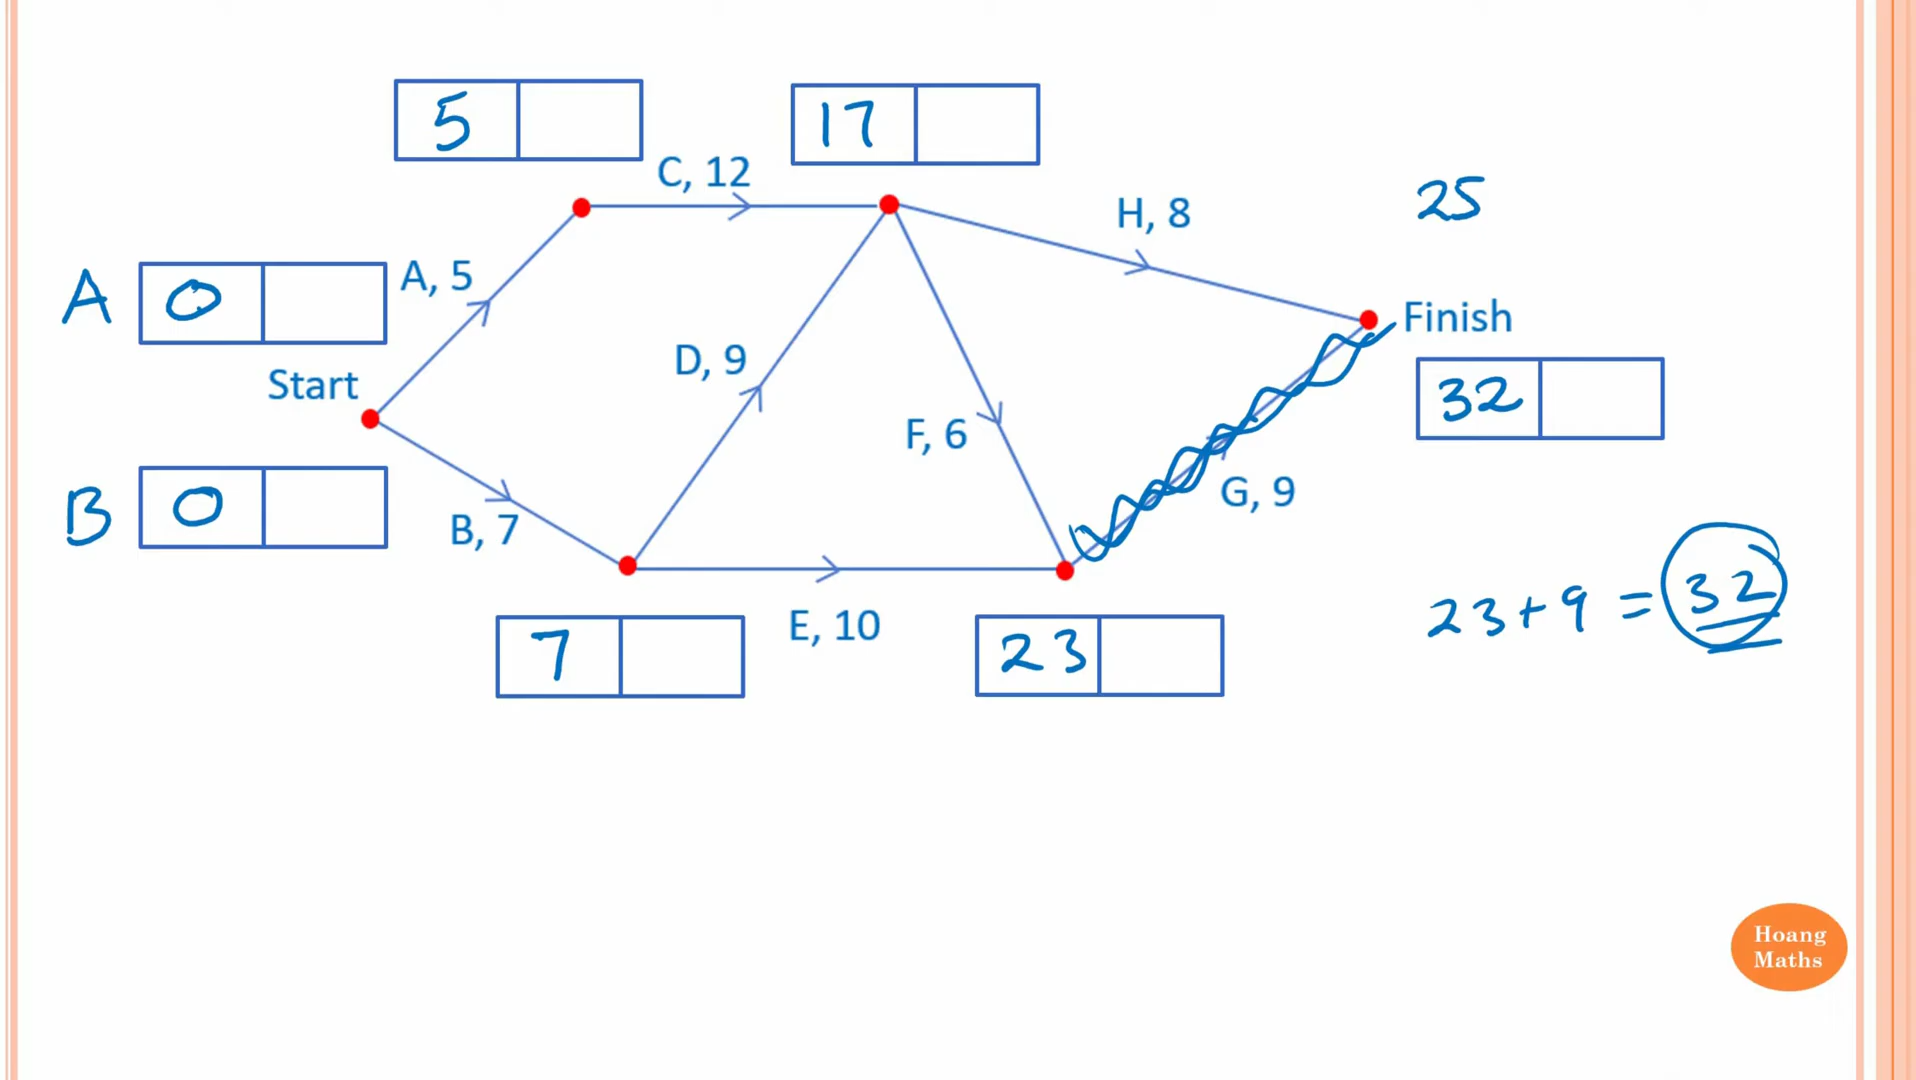 5
17
C, 12
25
H, 8
A
0
A, 5
Finish
Start
D, 9
32
F, 6
G, 9
B
0
B, 7
23 + 9 = 32
E, 10
7
23
Hoang
Maths